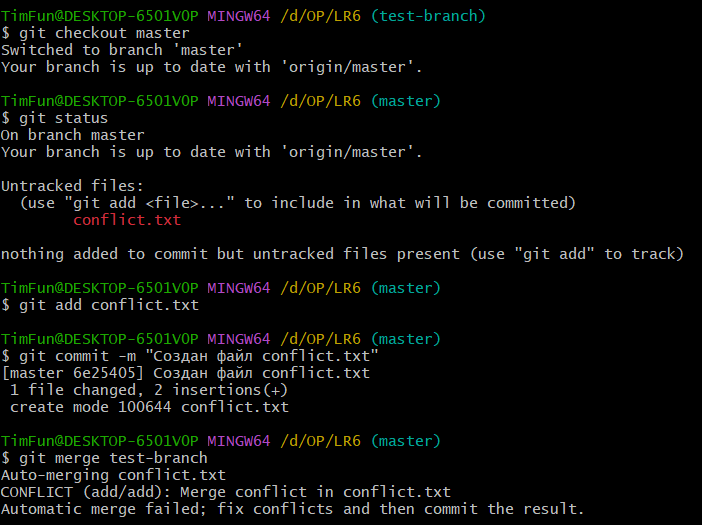 TimFun@DESKTOP-6501V0P MINGW64 /d/OP/LR6 (test-branch)
$ git checkout master
Switched to branch 'master'
Your branch is up to date with 'origin/master'.
TimFun@DESKTOP-6501V0P MINGW64 /d/OP/LR6 (master)
$ git status
On branch master
Your branch is up to date with 'origin/master'.
Untracked files:
(use "git add <file>..." to include in what will be committed)
conflict.txt
nothing added to commit but untracked files present (use "git add" to track)
TimFun@DESKTOP-6501V0P MINGW64 /d/OP/LR6 (master)
$ git add conflict.txt
TimFun@DESKTOP-6501V0P MINGW64 /d/OP/LR6 (master)
$ git commit -m "Создан файл conflict.txt"
[master 6e25405] Создан файл conflict.txt
1 file changed, 2 insertions(+)
create mode 100644 conflict.txt
TimFun@DESKTOP-6501V0P MINGW64 /d/OP/LR6 (master)
$ git merge test-branch
Auto-merging conflict.txt
CONFLICT (add/add): Merge conflict in conflict.txt
Automatic merge failed; fix conflicts and then commit the result.